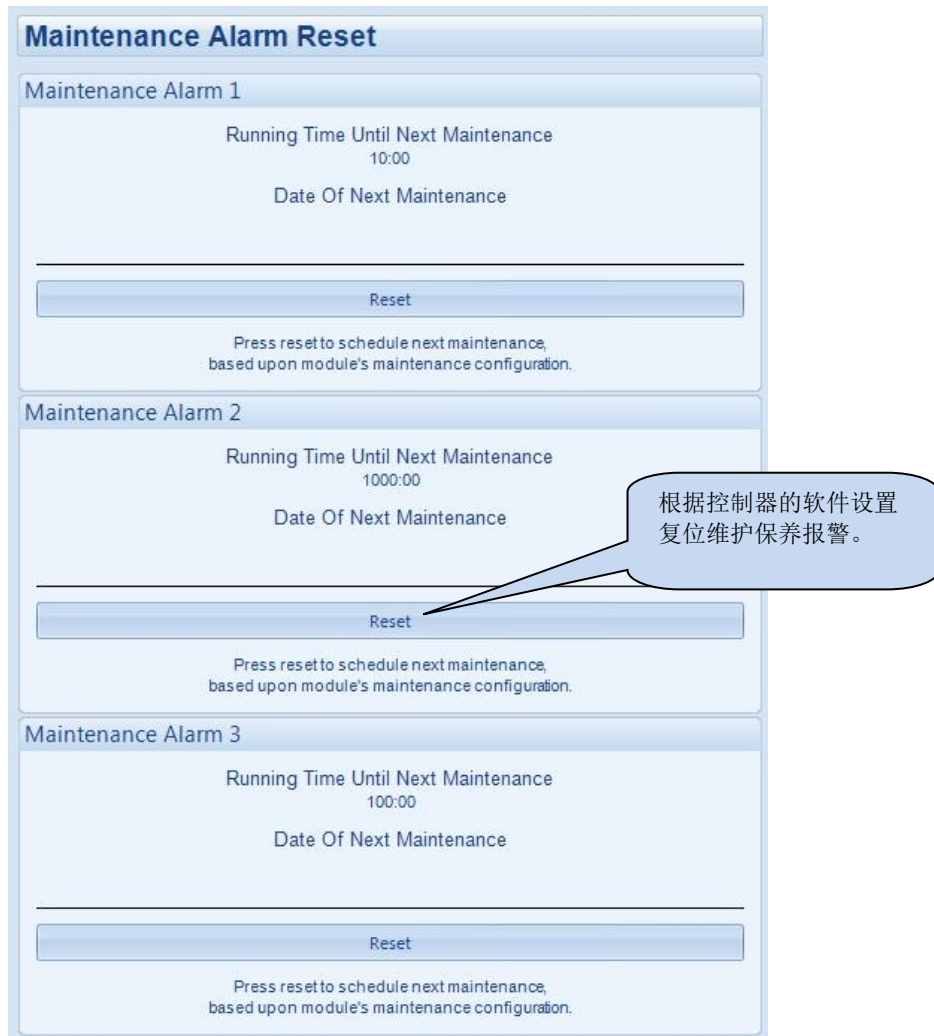 Maintenance Alarm Reset
Maintenance Alarm 1
Running Time Until Next Maintenance
10:00
Date Of Next Maintenance
Reset
Press reset to schedule next maintenance,
based upon module's maintenance configuration.
Maintenance Alarm 2
Running Time Until Next Maintenance
1000:00
Date Of Next Maintenance
根据控制器的软件设置
复位维护保养报警。
Reset
Press reset to schedule next maintenance,
based upon module's maintenance configuration.
Maintenance Alarm 3
Running Time Until Next Maintenance
100:00
Date Of Next Maintenance
Reset
Press reset to schedule next maintenance,
based upon module's maintenance configuration.